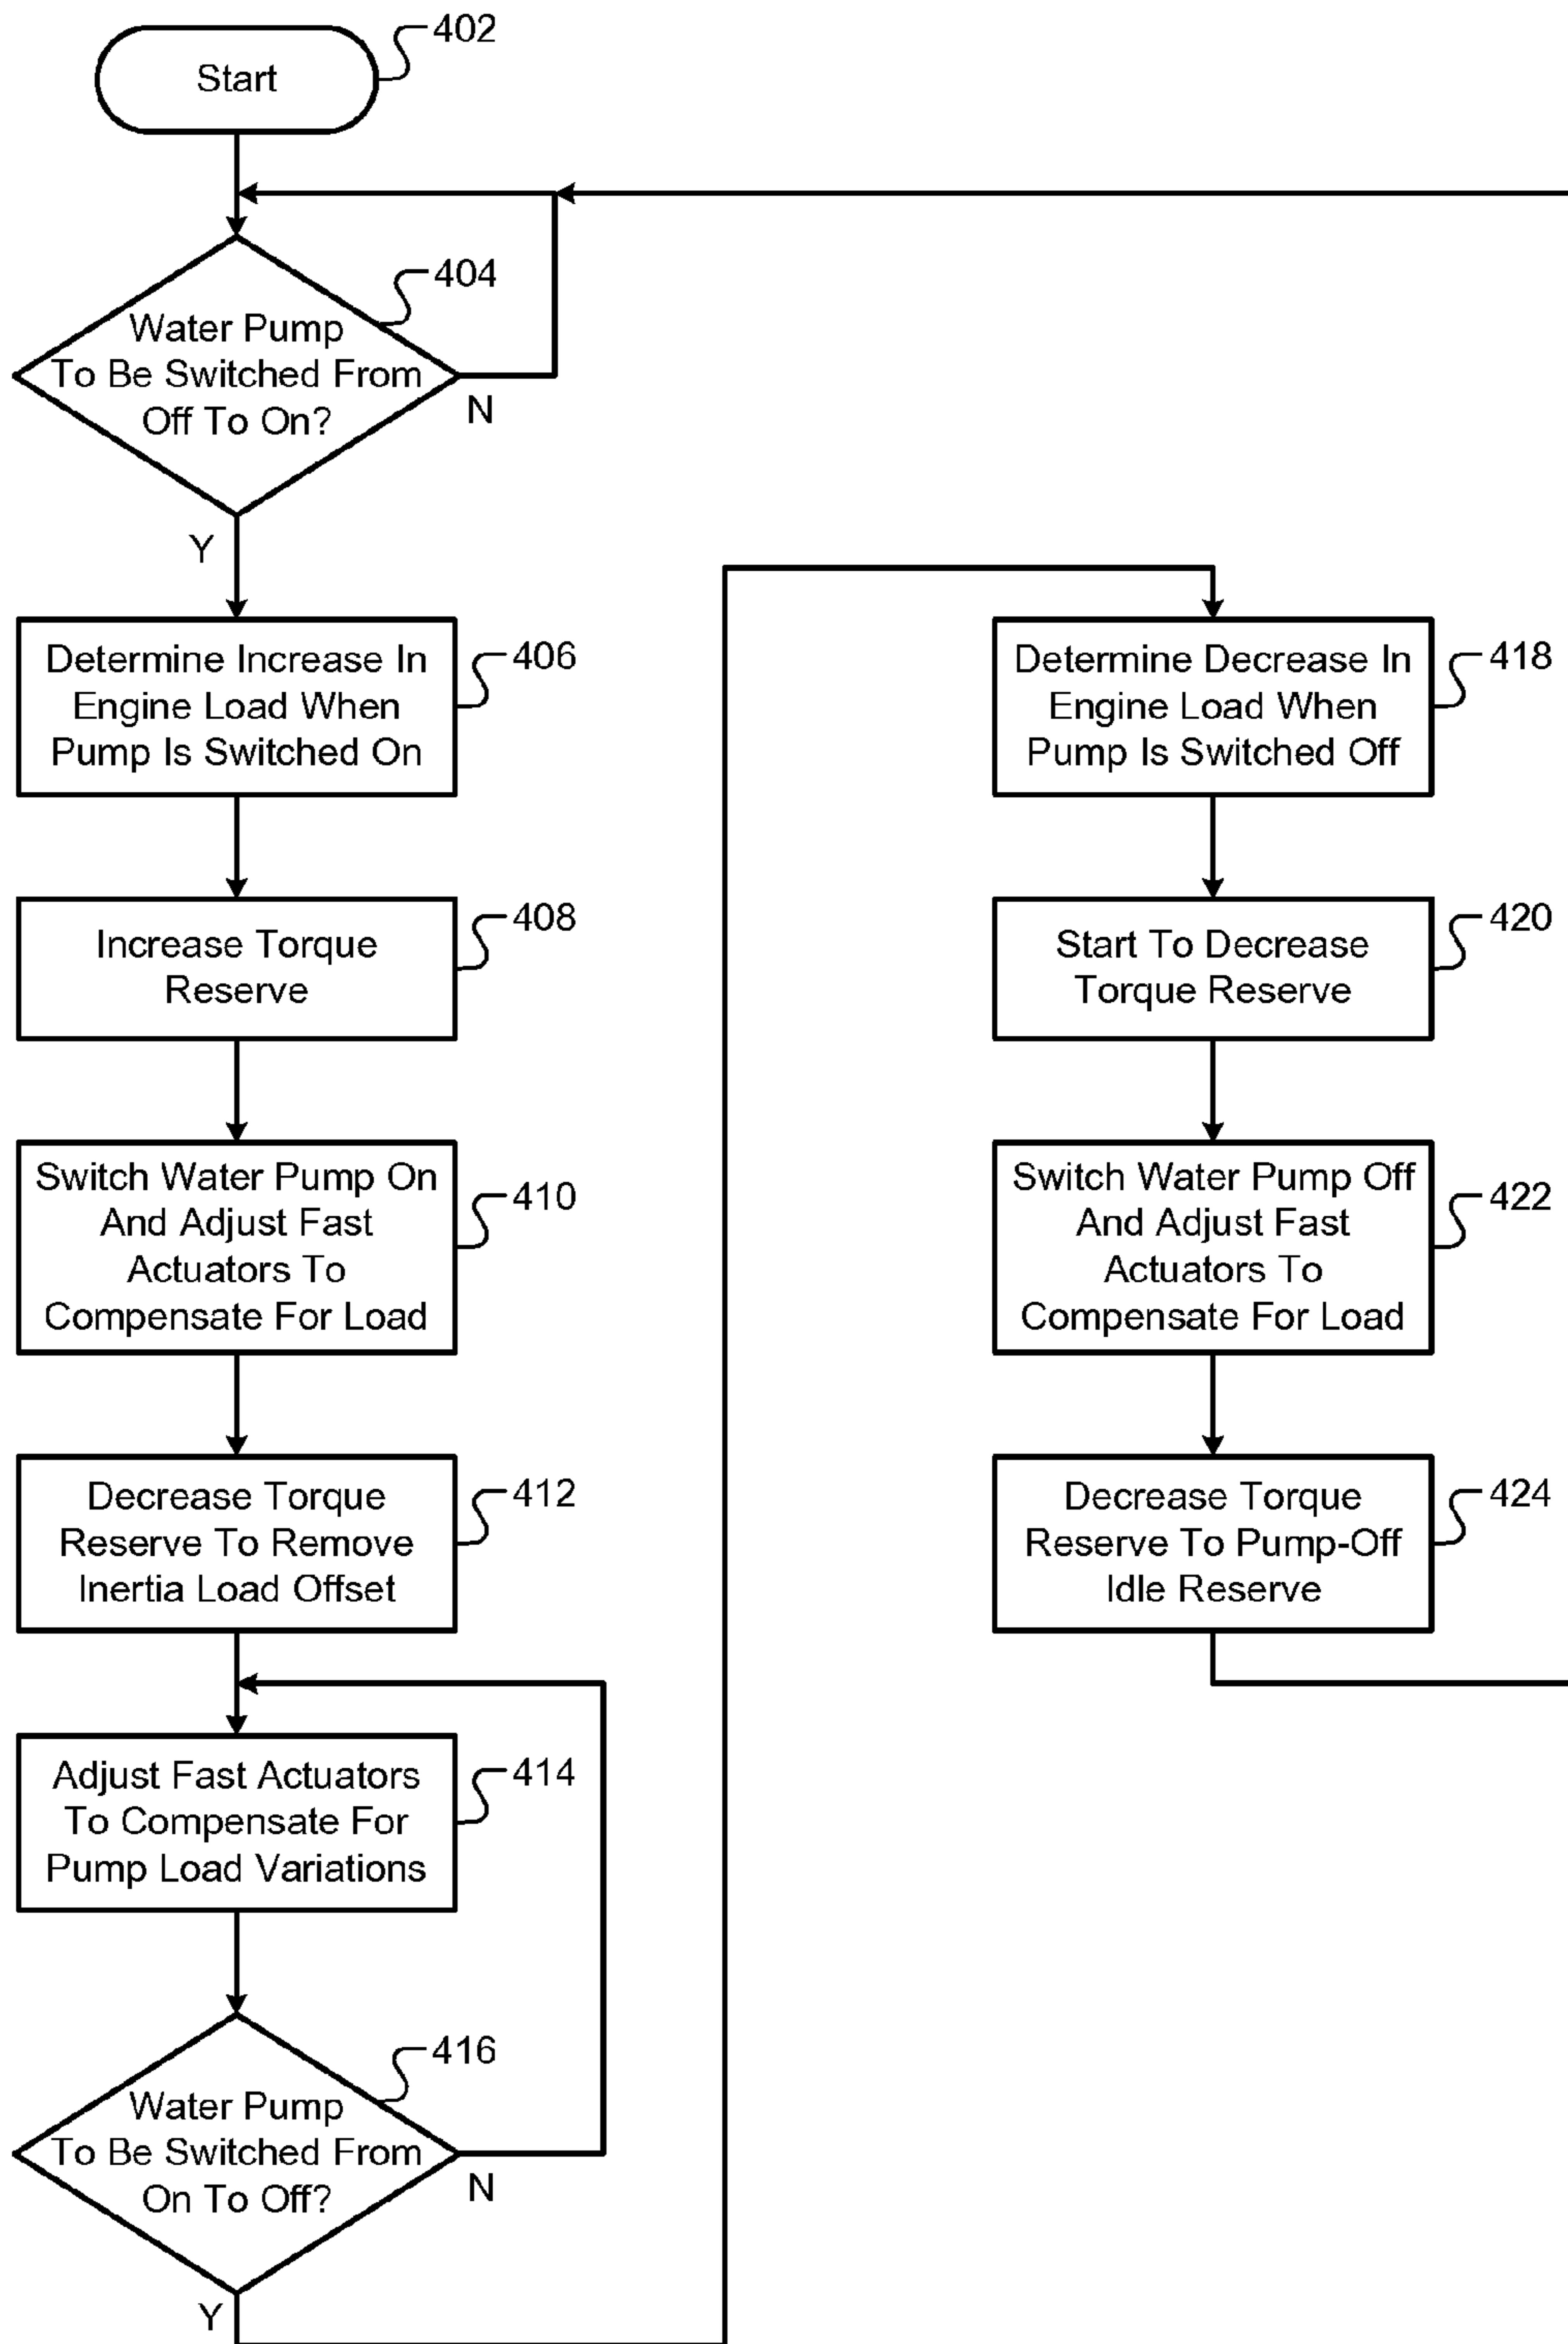 402
Start
404
Water Pump
To Be Switched From
Off To On?
N
Y
406
Determine Increase In
Engine Load When
Pump Is Switched On
408
Increase Torque
Reserve
410
Switch Water Pump On
And Adjust Fast
Actuators To
Compensate For Load
412
Decrease Torque
Reserve To Remove
Inertia Load Offset
414
Adjust Fast Actuators
To Compensate For
Pump Load Variations
416
Water Pump
To Be Switched From
On To Off?
N
Y
418
Determine Decrease In
Engine Load When
Pump Is Switched Off
420
Start To Decrease
Torque Reserve
422
Switch Water Pump Off
And Adjust Fast
Actuators To
Compensate For Load
424
Decrease Torque
Reserve To Pump-Off
Idle Reserve